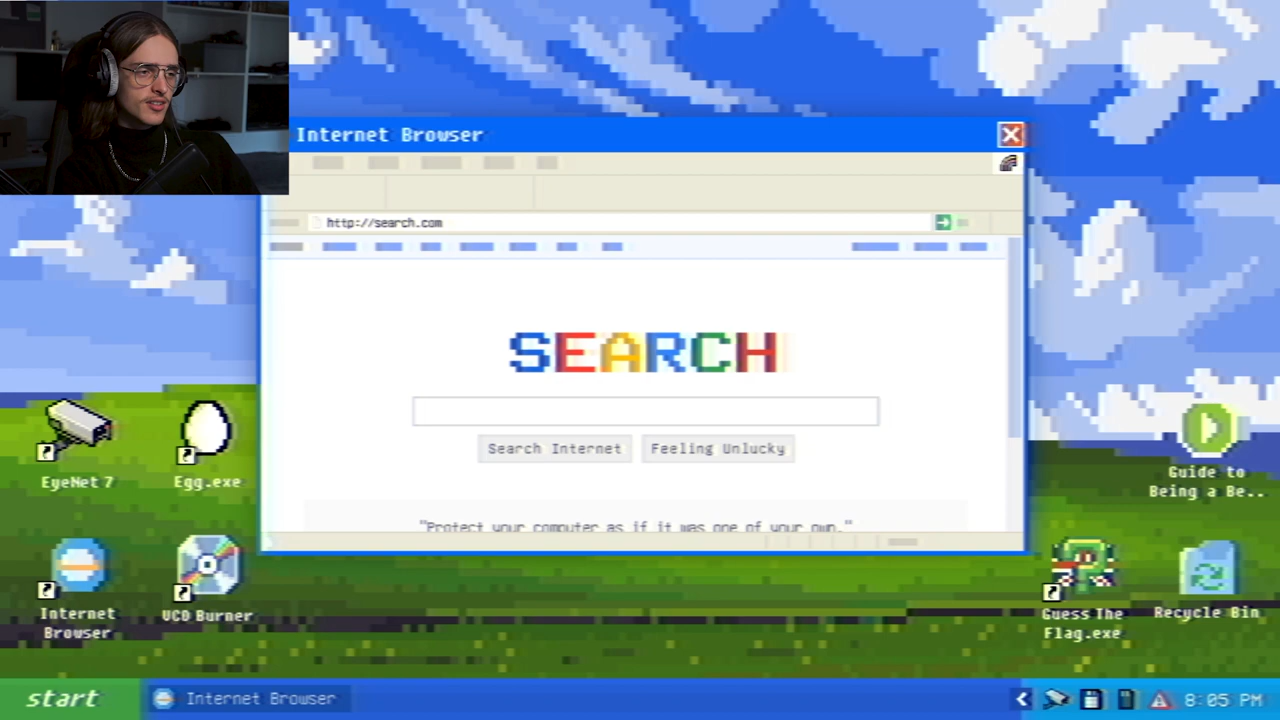 Internet Browser
http://search.com
SEARCH
Search Internet
Feeling Unlucky
"Protect your computer as if it was one of your own."
EyeNet 7
Egg.exe
Guide to
Being a Be..
Internet
Browser
VCD Burner
Guess The
Flag.exe
Recycle Bin
start
Internet Browser
8:05 PM